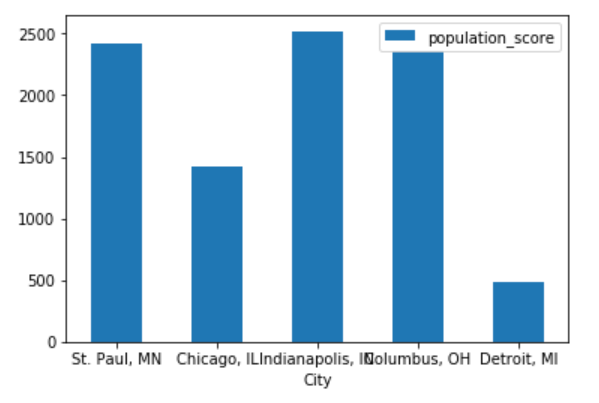 2500
population_score
2000
1500
1000
500
0
St. Paul, MN Chicago, IL Indianapolis, IN Columbus, OH Detroit, MI
City